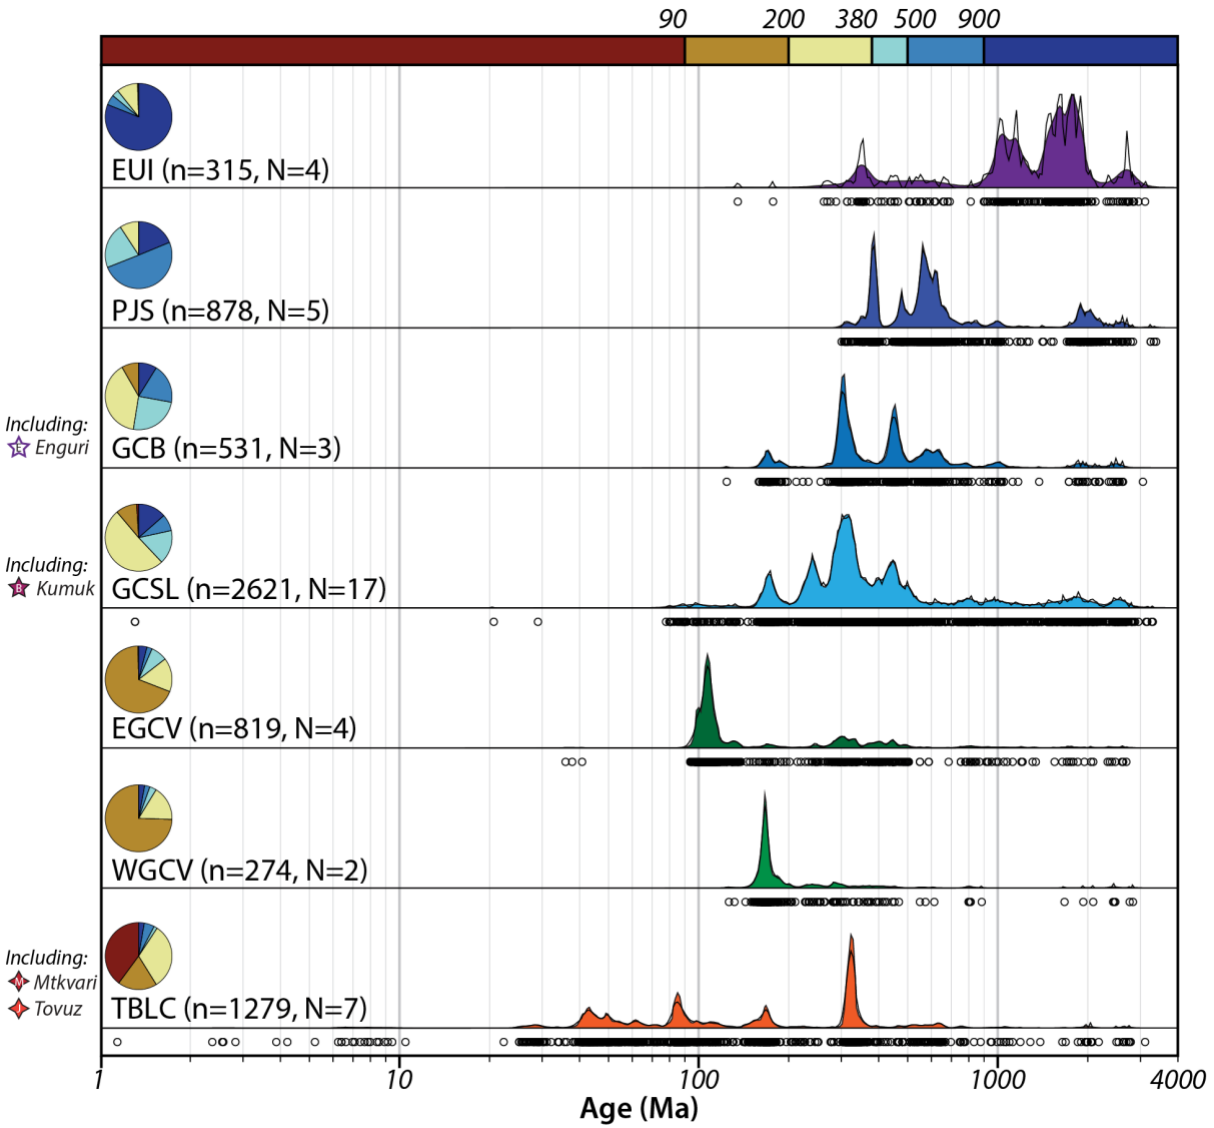 90 200 380 500 900
EUI (n=315, N=4)
PJS (n=878, N=5)
Including:
E Enguri
GCB (n=531, N=3)
Including:
B Kumuk
GCSL (n=2621, N=17)
EGCV (n=819, N=4)
WGCV (n=274, N=2)
Including:
M Mtkvari
J Tovuz
TBLC (n=1279, N=7)
1 10 100 1000 4000
Age (Ma)